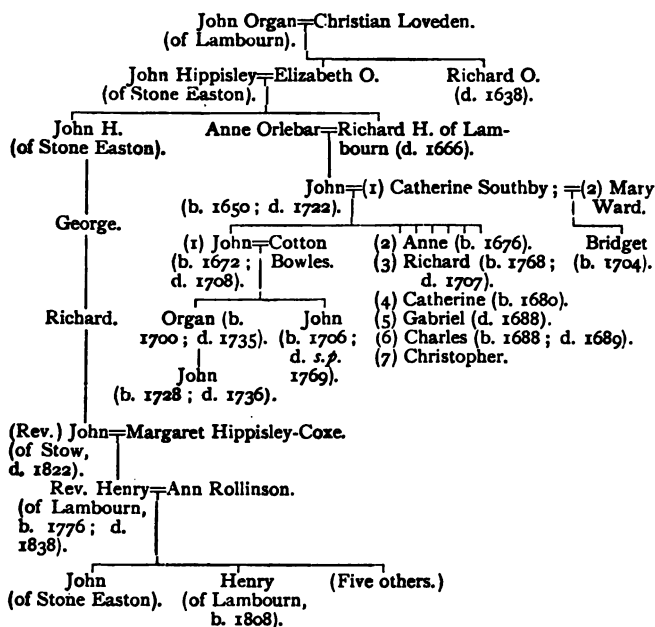 John Organ=Christian Loveden.
(of Lambourn).
John Hippisley=Elizabeth O.
(of Stone Easton).
Richard O.
(d. 1638).
John H.
(of Stone Easton).
Anne Orlebar=Richard H. of Lam-
bourn (d. 1666).
John=(1) Catherine Southby; =(2) Mary
Ward.
(b. 1650; d. 1722).
George.
(1) John=Cotton
(b. 1672; Bowles.
d. 1708).
(2) Anne (b. 1676).
(3) Richard (b. 1768;
d. 1707).
(4) Catherine (b. 1680).
(5) Gabriel (d. 1688).
(6) Charles (b. 1688; d. 1689).
(7) Christopher.
Bridget
(b. 1704).
Richard.
Organ (b.
1700; d. 1735).
John
(b. 1706;
d. s.p.
1769).
John
(b. 1728; d. 1736).
(Rev.) John=Margaret Hippisley-Coxe.
(of Stow,
d. 1822).
Rev. Henry=Ann Rollinson.
(of Lambourn,
b. 1776; d.
1838).
John
(of Stone Easton).
Henry
(of Lambourn,
b. 1808).
(Five others.)